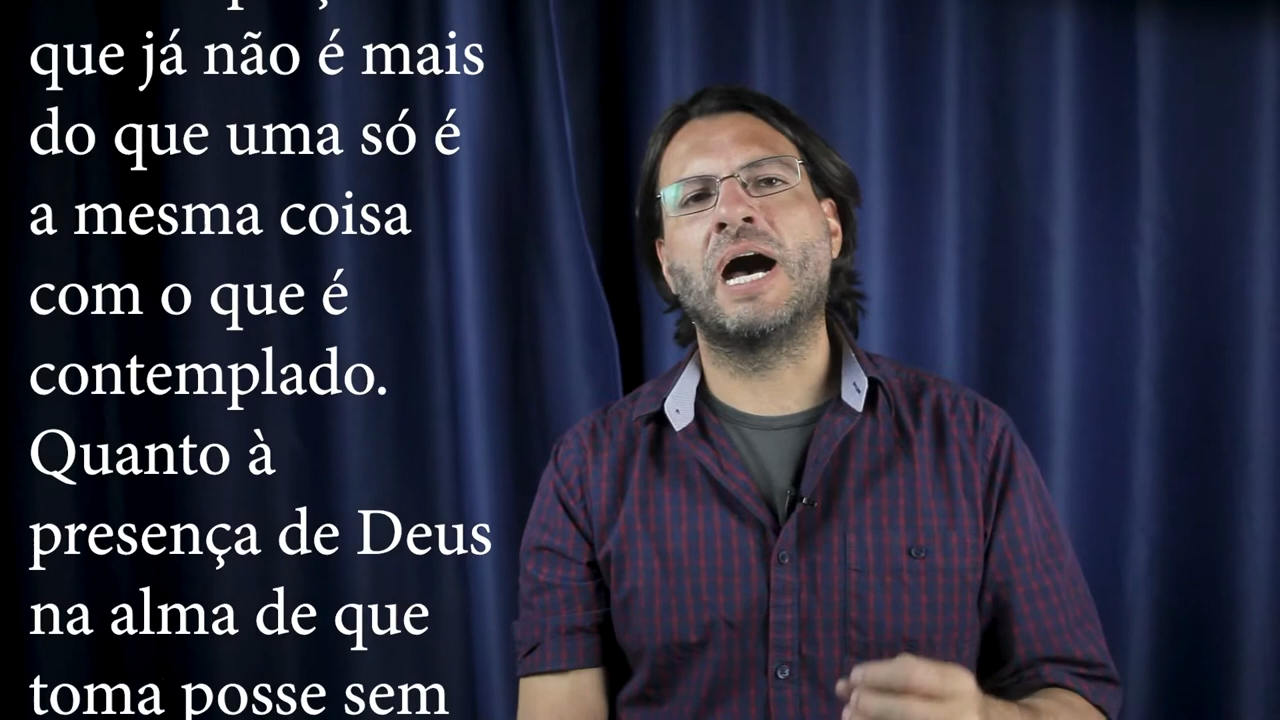 que já não é mais
do que uma só é
a mesma coisa
com o que é
contemplado.
Quanto à
presença de Deus
na alma de que
toma posse sem